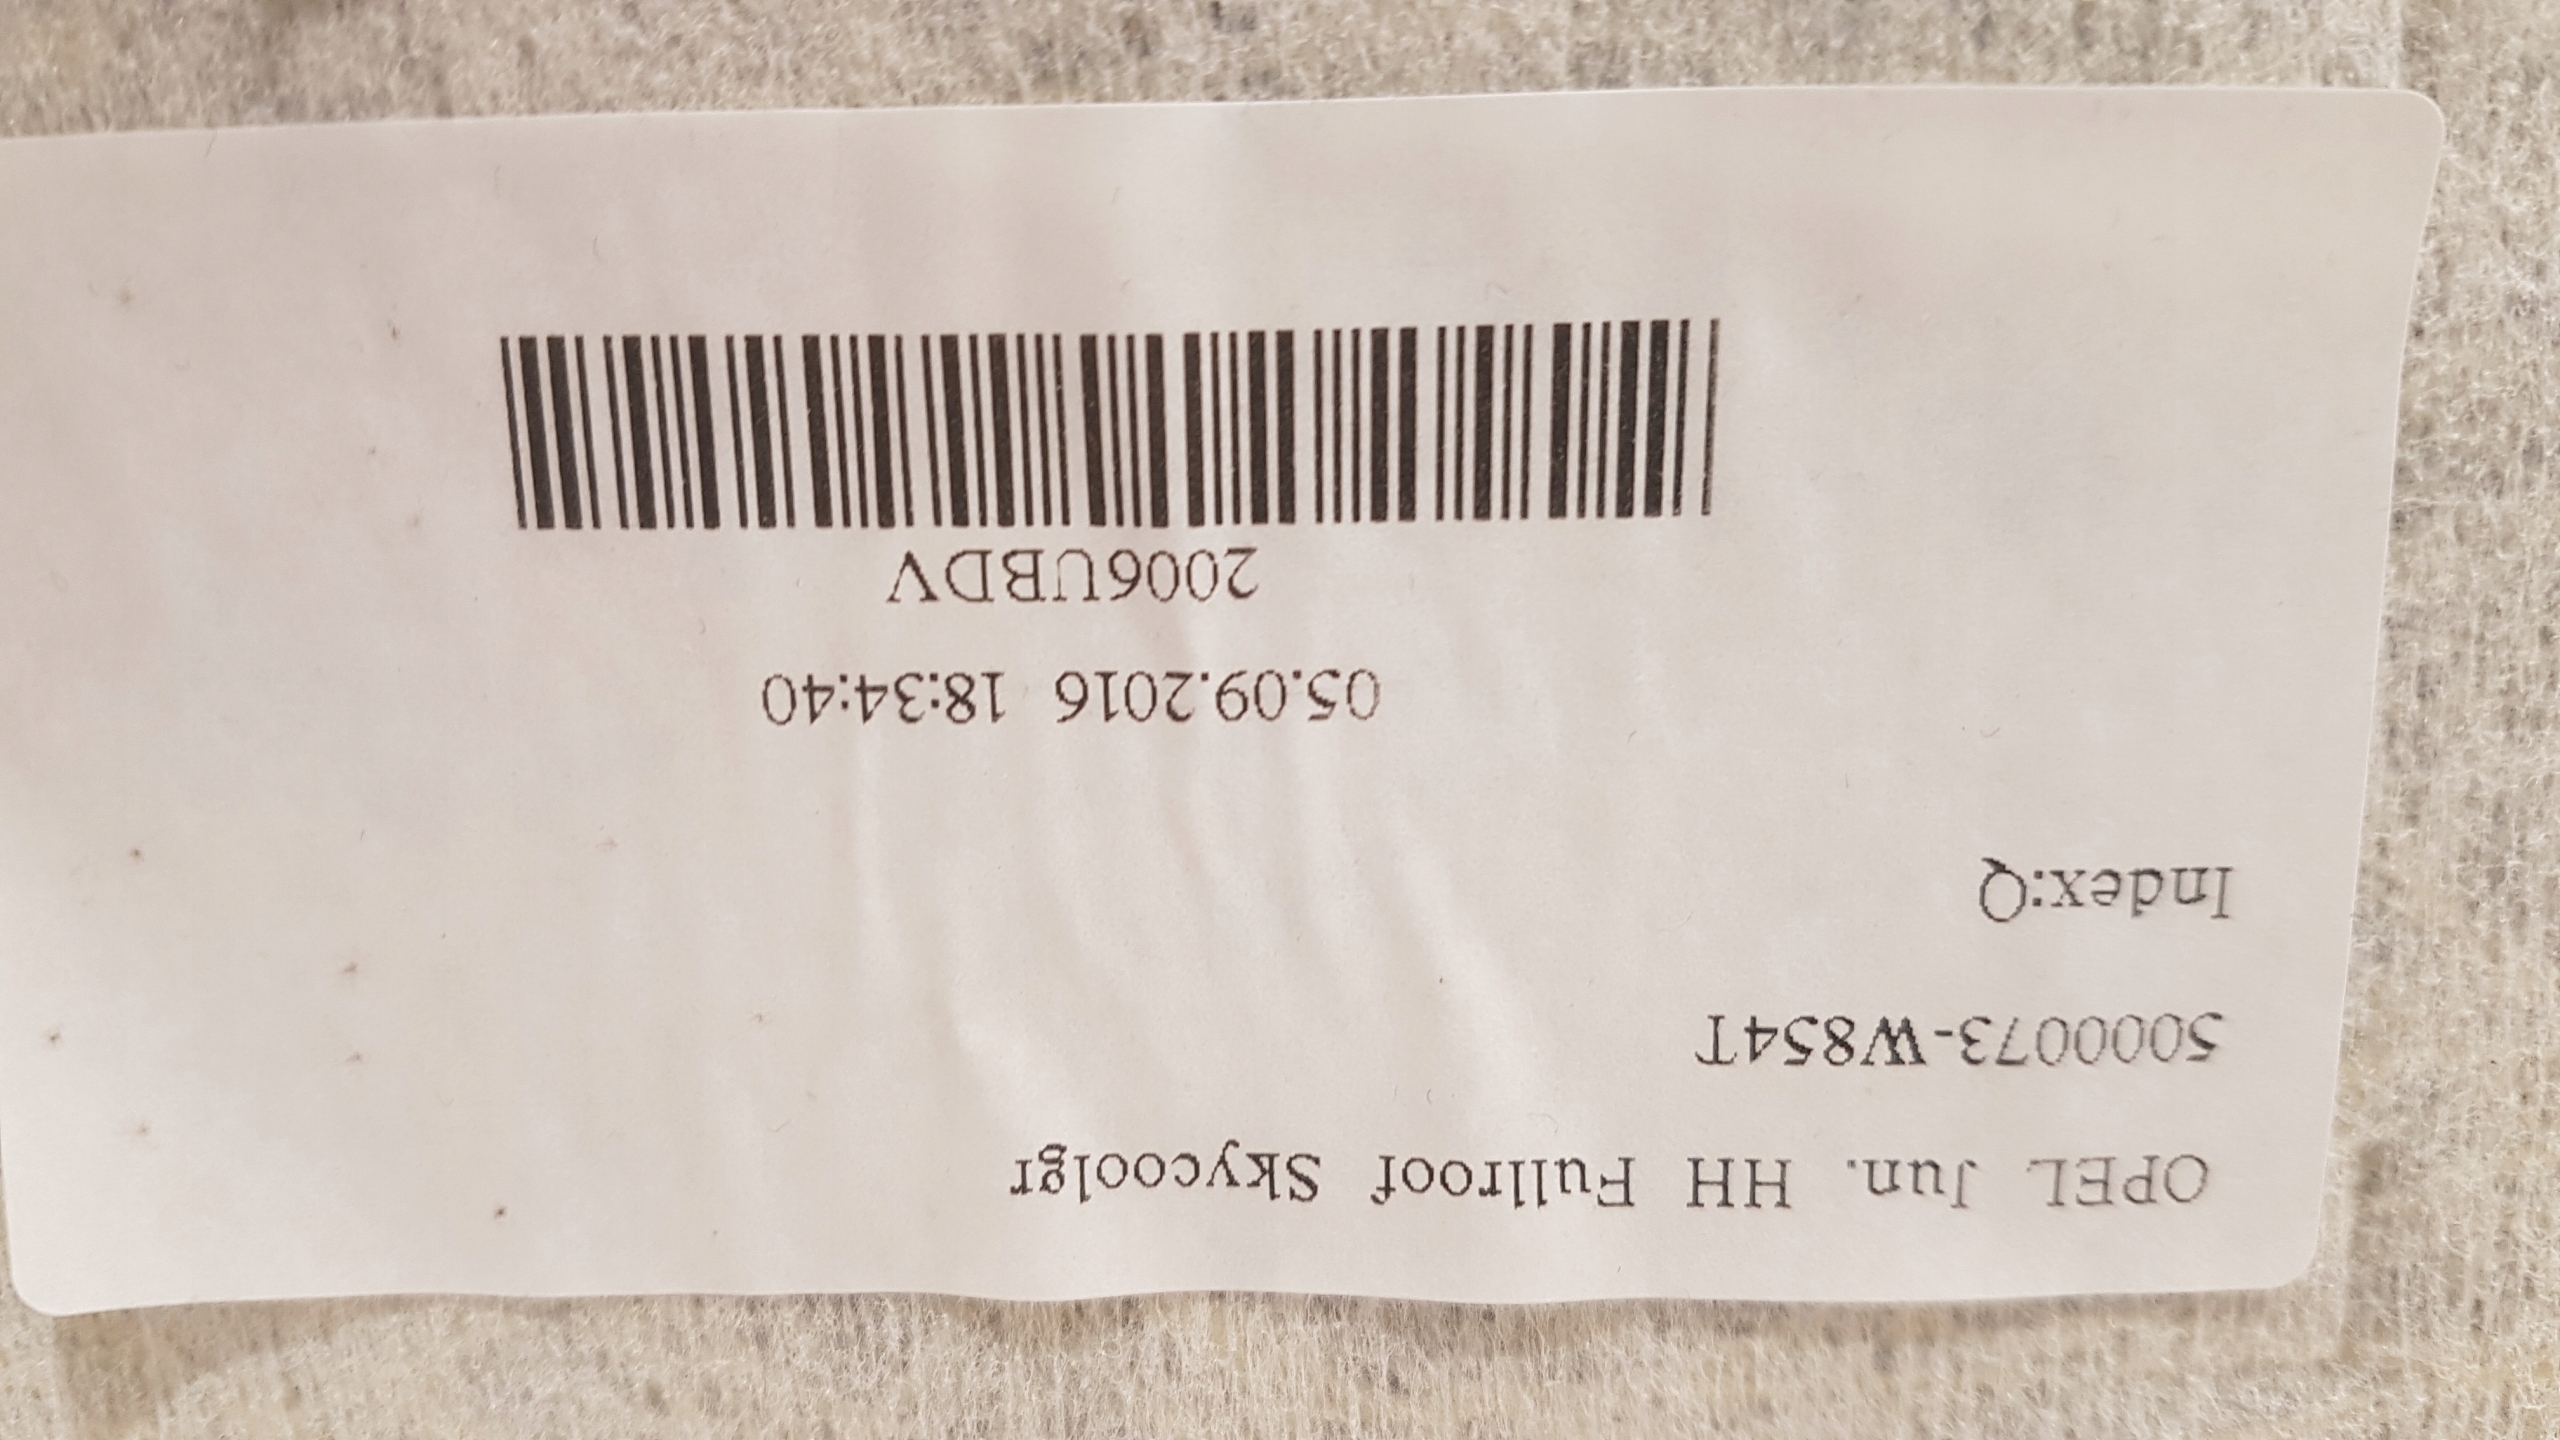 OPEL Jun. HH Fullroof Skycoolgr
5000073-W854T
Index:Q
05.09.2016 18:34:40
2006UBDV